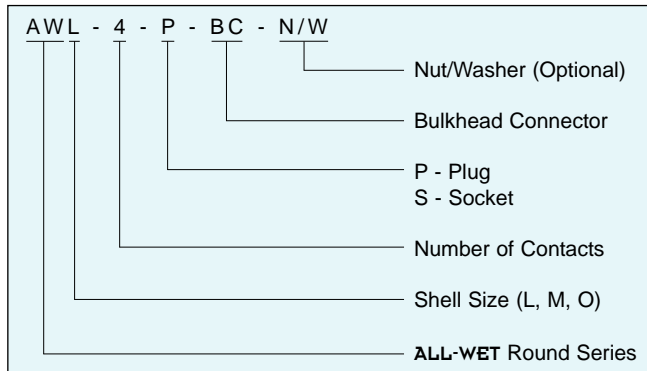 AWL - 4 - P - BC - N/W
Nut/Washer (Optional)
Bulkhead Connector
P - Plug
S - Socket
Number of Contacts
Shell Size (L, M, O)
ALL-WET Round Series